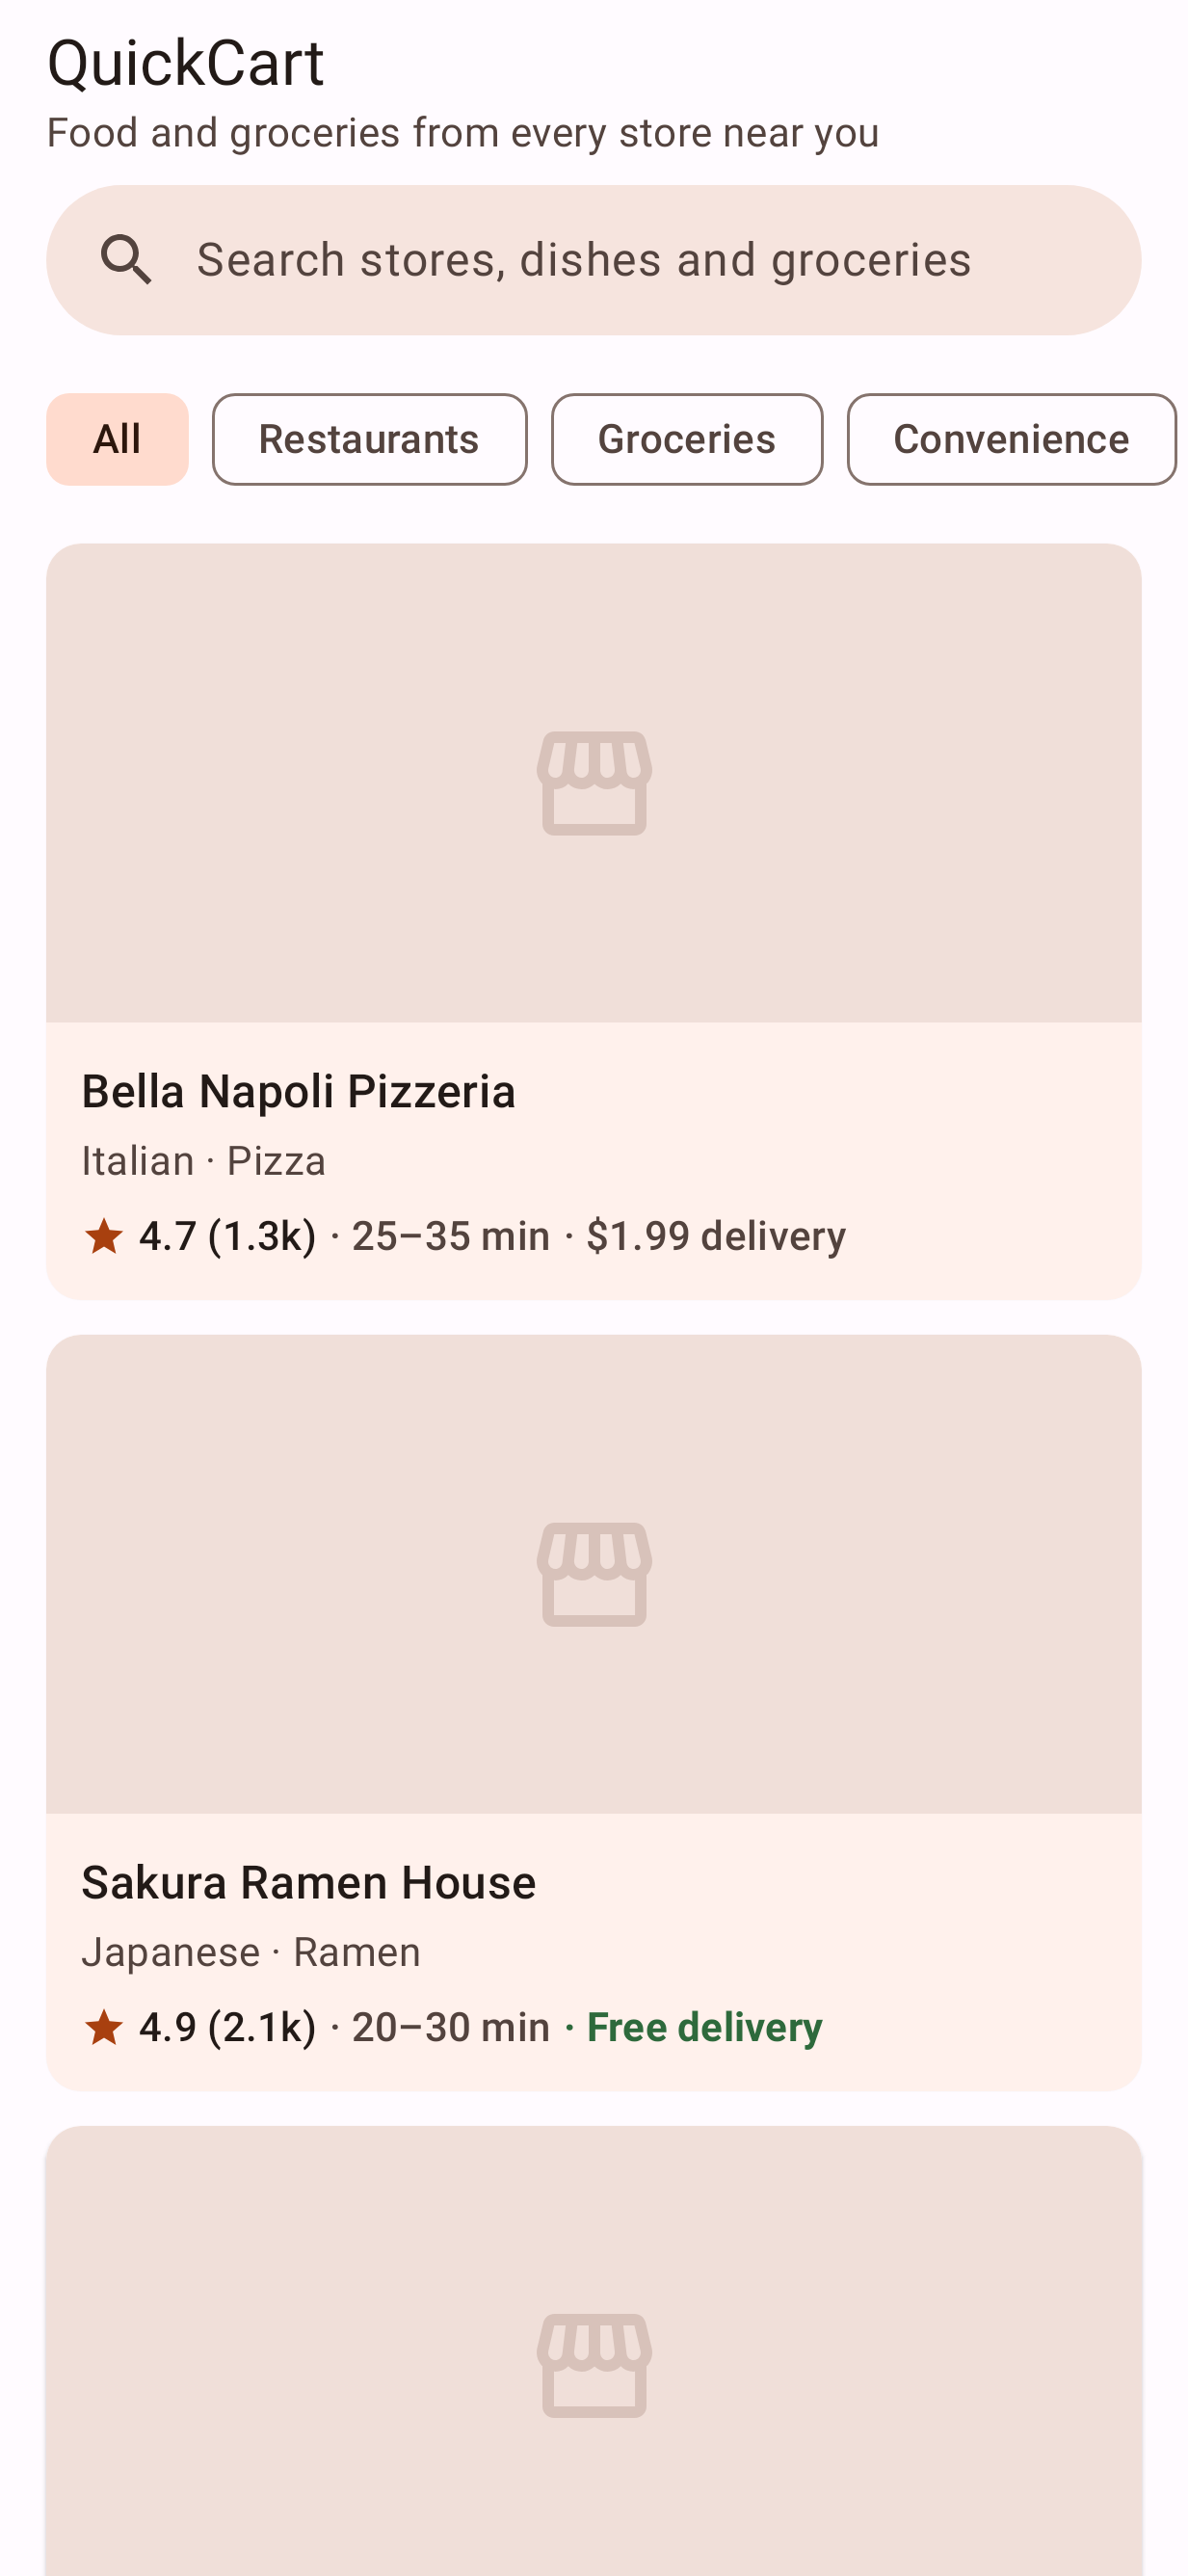 QuickCart
Food and groceries from every store near you
Search stores, dishes and groceries
All
Restaurants
Groceries
Convenience
Bella Napoli Pizzeria
Italian · Pizza
4.7 (1.3k) · 25–35 min · $1.99 delivery
Sakura Ramen House
Japanese · Ramen
4.9 (2.1k) · 20–30 min · Free delivery